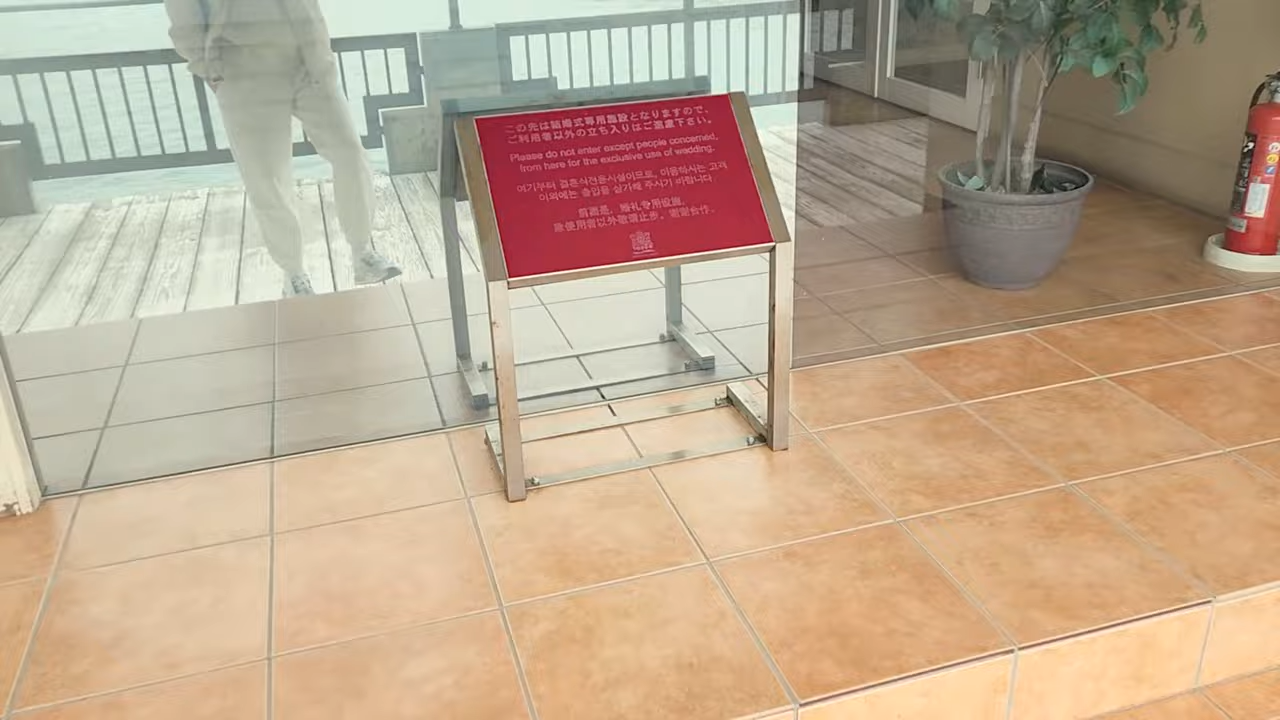 この先は結婚式専用施設となりますので、
ご利用者以外の立ち入りはご遠慮下さい。
Please do not enter except people concerned,
from here for the exclusive use of wedding.
여기부터 결혼식전용시설이므로, 이용하시는 고객
이외에는 출입을 삼가해 주시기 바랍니다
前面是，婚礼专用设施，
除使用者以外敬请止步。谢谢合作。